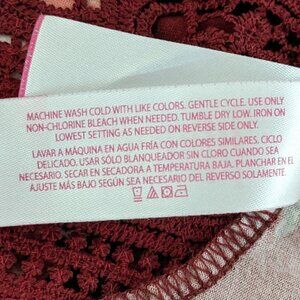 MACHINE WASH COLD WITH LIKE COLORS. GENTLE CYCLE. USE ONLY
NON-CHLORINE BLEACH WHEN NEEDED. TUMBLE DRY LOW. IRON ON
LOWEST SETTING AS NEEDED ON REVERSE SIDE ONLY.
LAVAR A MÁQUINA EN AGUA FRÍA CON COLORES SIMILARES. CICLO
DELICADO. USAR SÓLO BLANQUEADOR SIN CLORO CUANDO SEA
NECESARIO. SECAR EN SECADORA A TEMPERATURA BAJA. PLANCHAR EN EL
AJUSTE MÁS BAJO SEGÚN SEA NECESARIO DEL REVERSO SOLAMENTE